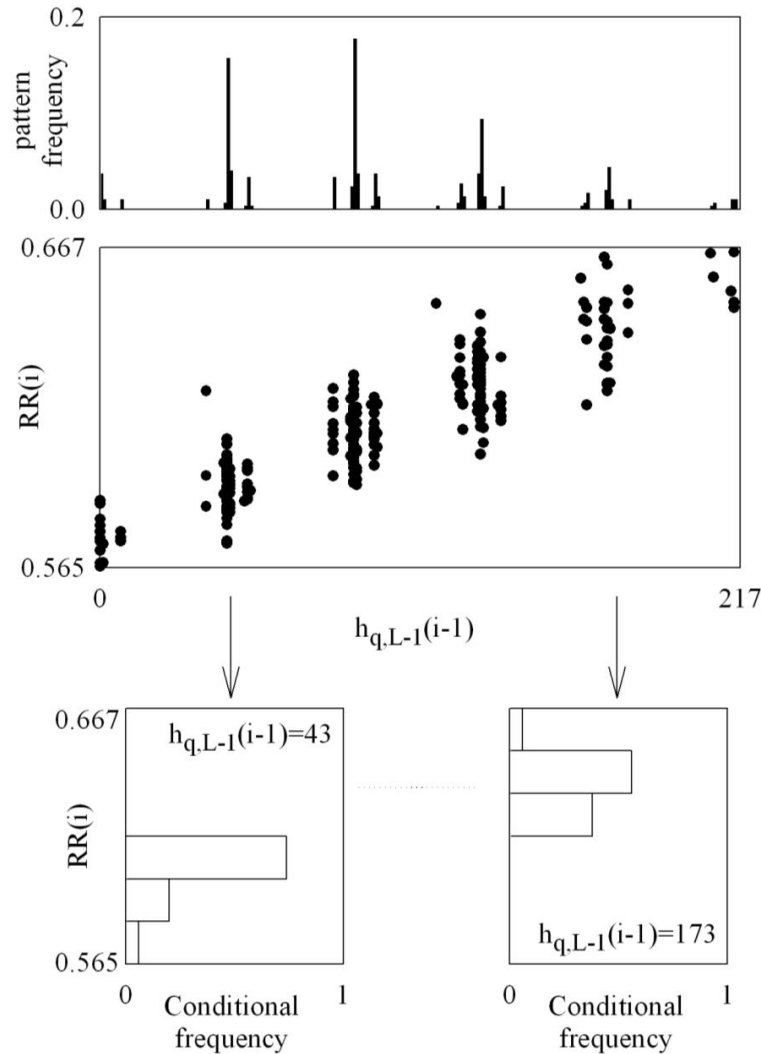 0.2
pattern
frequency
0.0
0.667
RR(i)
0.565
0
217
hq,L-1(i-1)
0.667
hq,L-1(i-1)=43
RR(i)
0.565
0
1
Conditional
frequency
hq,L-1(i-1)=173
0
1
Conditional
frequency